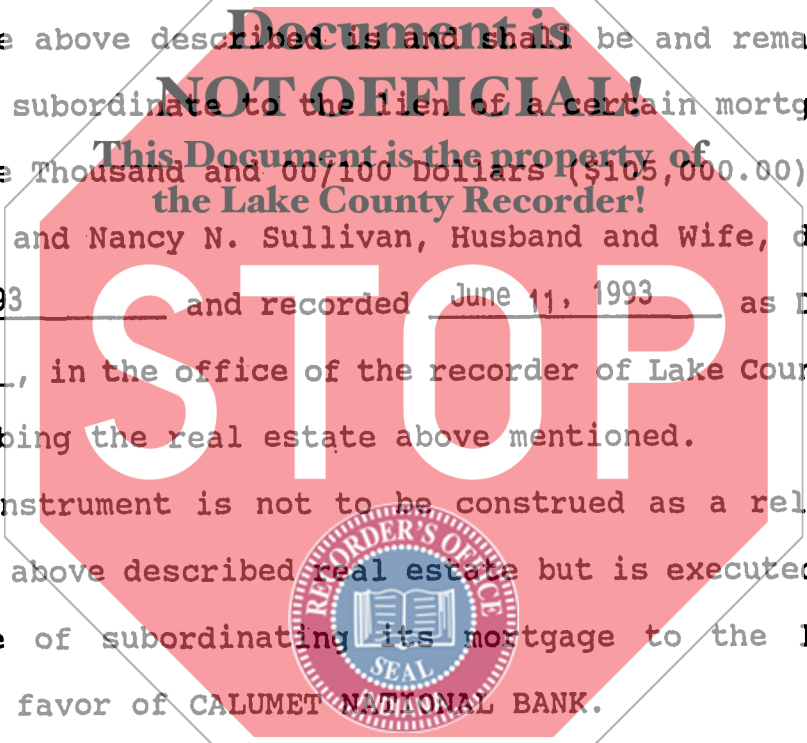 Document is
e above described is and shall be and rema
NOT OFFICIAL!
subordinate to the lien of a certain mortg
This Document is the property of
e Thousand and 00/100 Dollars ($105,000.00)
the Lake County Recorder!
and Nancy N. Sullivan, Husband and Wife, d
93 and recorded June 11, 1993 as D
STOP
, in the office of the recorder of Lake Coun
bing the real estate above mentioned.
nstrument is not to be construed as a rel
RECORDER'S OFFICE
above described real estate but is executed
e of subordinating its mortgage to the l
SEAL
favor of CALUMET NATIONAL BANK.